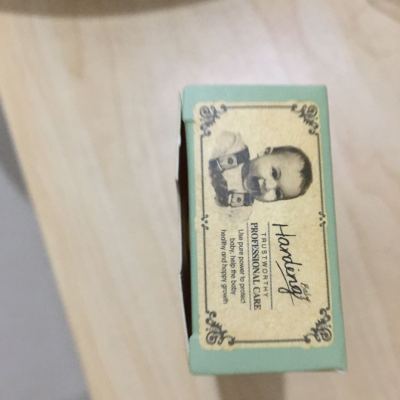 Harding
TRUSTWORTHY
PROFESSIONAL CARE
Use pure power to protect
baby, help the baby
healthy and happy growth